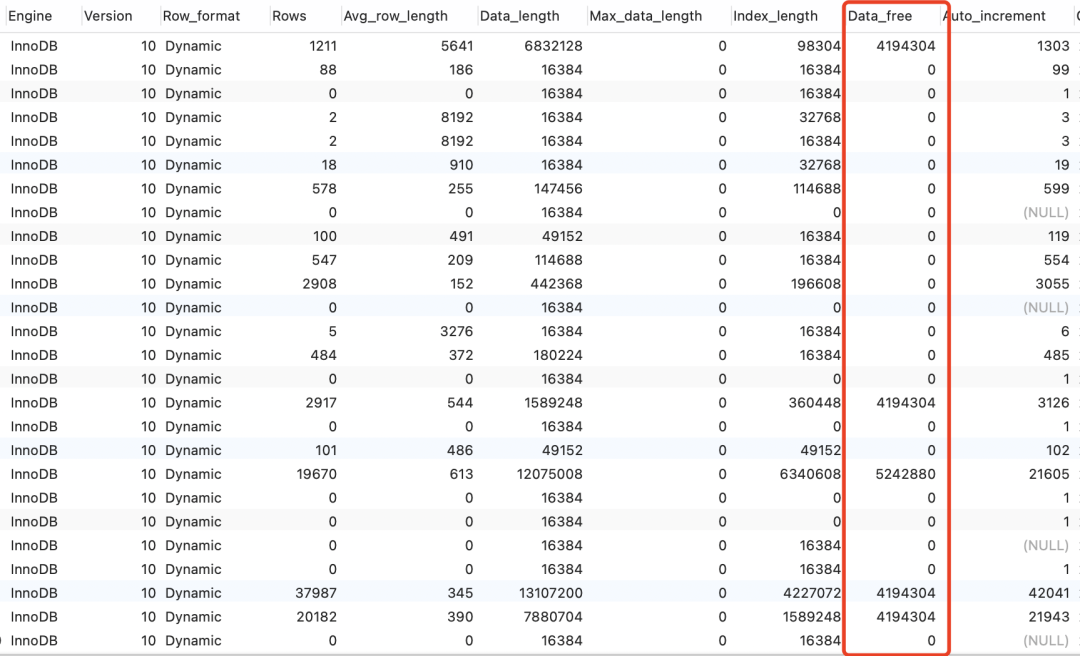 Engine Version Row_format Rows Avg_row_length Data_length Max_data_length Index_length Data_free Auto_increment
InnoDB 10 Dynamic 1211 5641 6832128 0 98304 4194304 1303
InnoDB 10 Dynamic 88 186 16384 0 16384 0 99
InnoDB 10 Dynamic 0 0 16384 0 16384 0 1
InnoDB 10 Dynamic 2 8192 16384 0 32768 0 3
InnoDB 10 Dynamic 2 8192 16384 0 16384 0 3
InnoDB 10 Dynamic 18 910 16384 0 32768 0 19
InnoDB 10 Dynamic 578 255 147456 0 114688 0 599
InnoDB 10 Dynamic 0 0 16384 0 0 0 (NULL)
InnoDB 10 Dynamic 100 491 49152 0 16384 0 119
InnoDB 10 Dynamic 547 209 114688 0 16384 0 554
InnoDB 10 Dynamic 2908 152 442368 0 196608 0 3055
InnoDB 10 Dynamic 0 0 16384 0 0 0 (NULL)
InnoDB 10 Dynamic 5 3276 16384 0 16384 0 6
InnoDB 10 Dynamic 484 372 180224 0 16384 0 485
InnoDB 10 Dynamic 0 0 16384 0 0 0 1
InnoDB 10 Dynamic 2917 544 1589248 0 360448 4194304 3126
InnoDB 10 Dynamic 0 0 16384 0 0 0 1
InnoDB 10 Dynamic 101 486 49152 0 49152 0 102
InnoDB 10 Dynamic 19670 613 12075008 0 6340608 5242880 21605
InnoDB 10 Dynamic 0 0 16384 0 0 0 1
InnoDB 10 Dynamic 0 0 16384 0 0 0 1
InnoDB 10 Dynamic 0 0 16384 0 16384 0 (NULL)
InnoDB 10 Dynamic 0 0 16384 0 16384 0 1
InnoDB 10 Dynamic 37987 345 13107200 0 4227072 4194304 42041
InnoDB 10 Dynamic 20182 390 7880704 0 1589248 4194304 21943
InnoDB 10 Dynamic 0 0 16384 0 16384 0 (NULL)